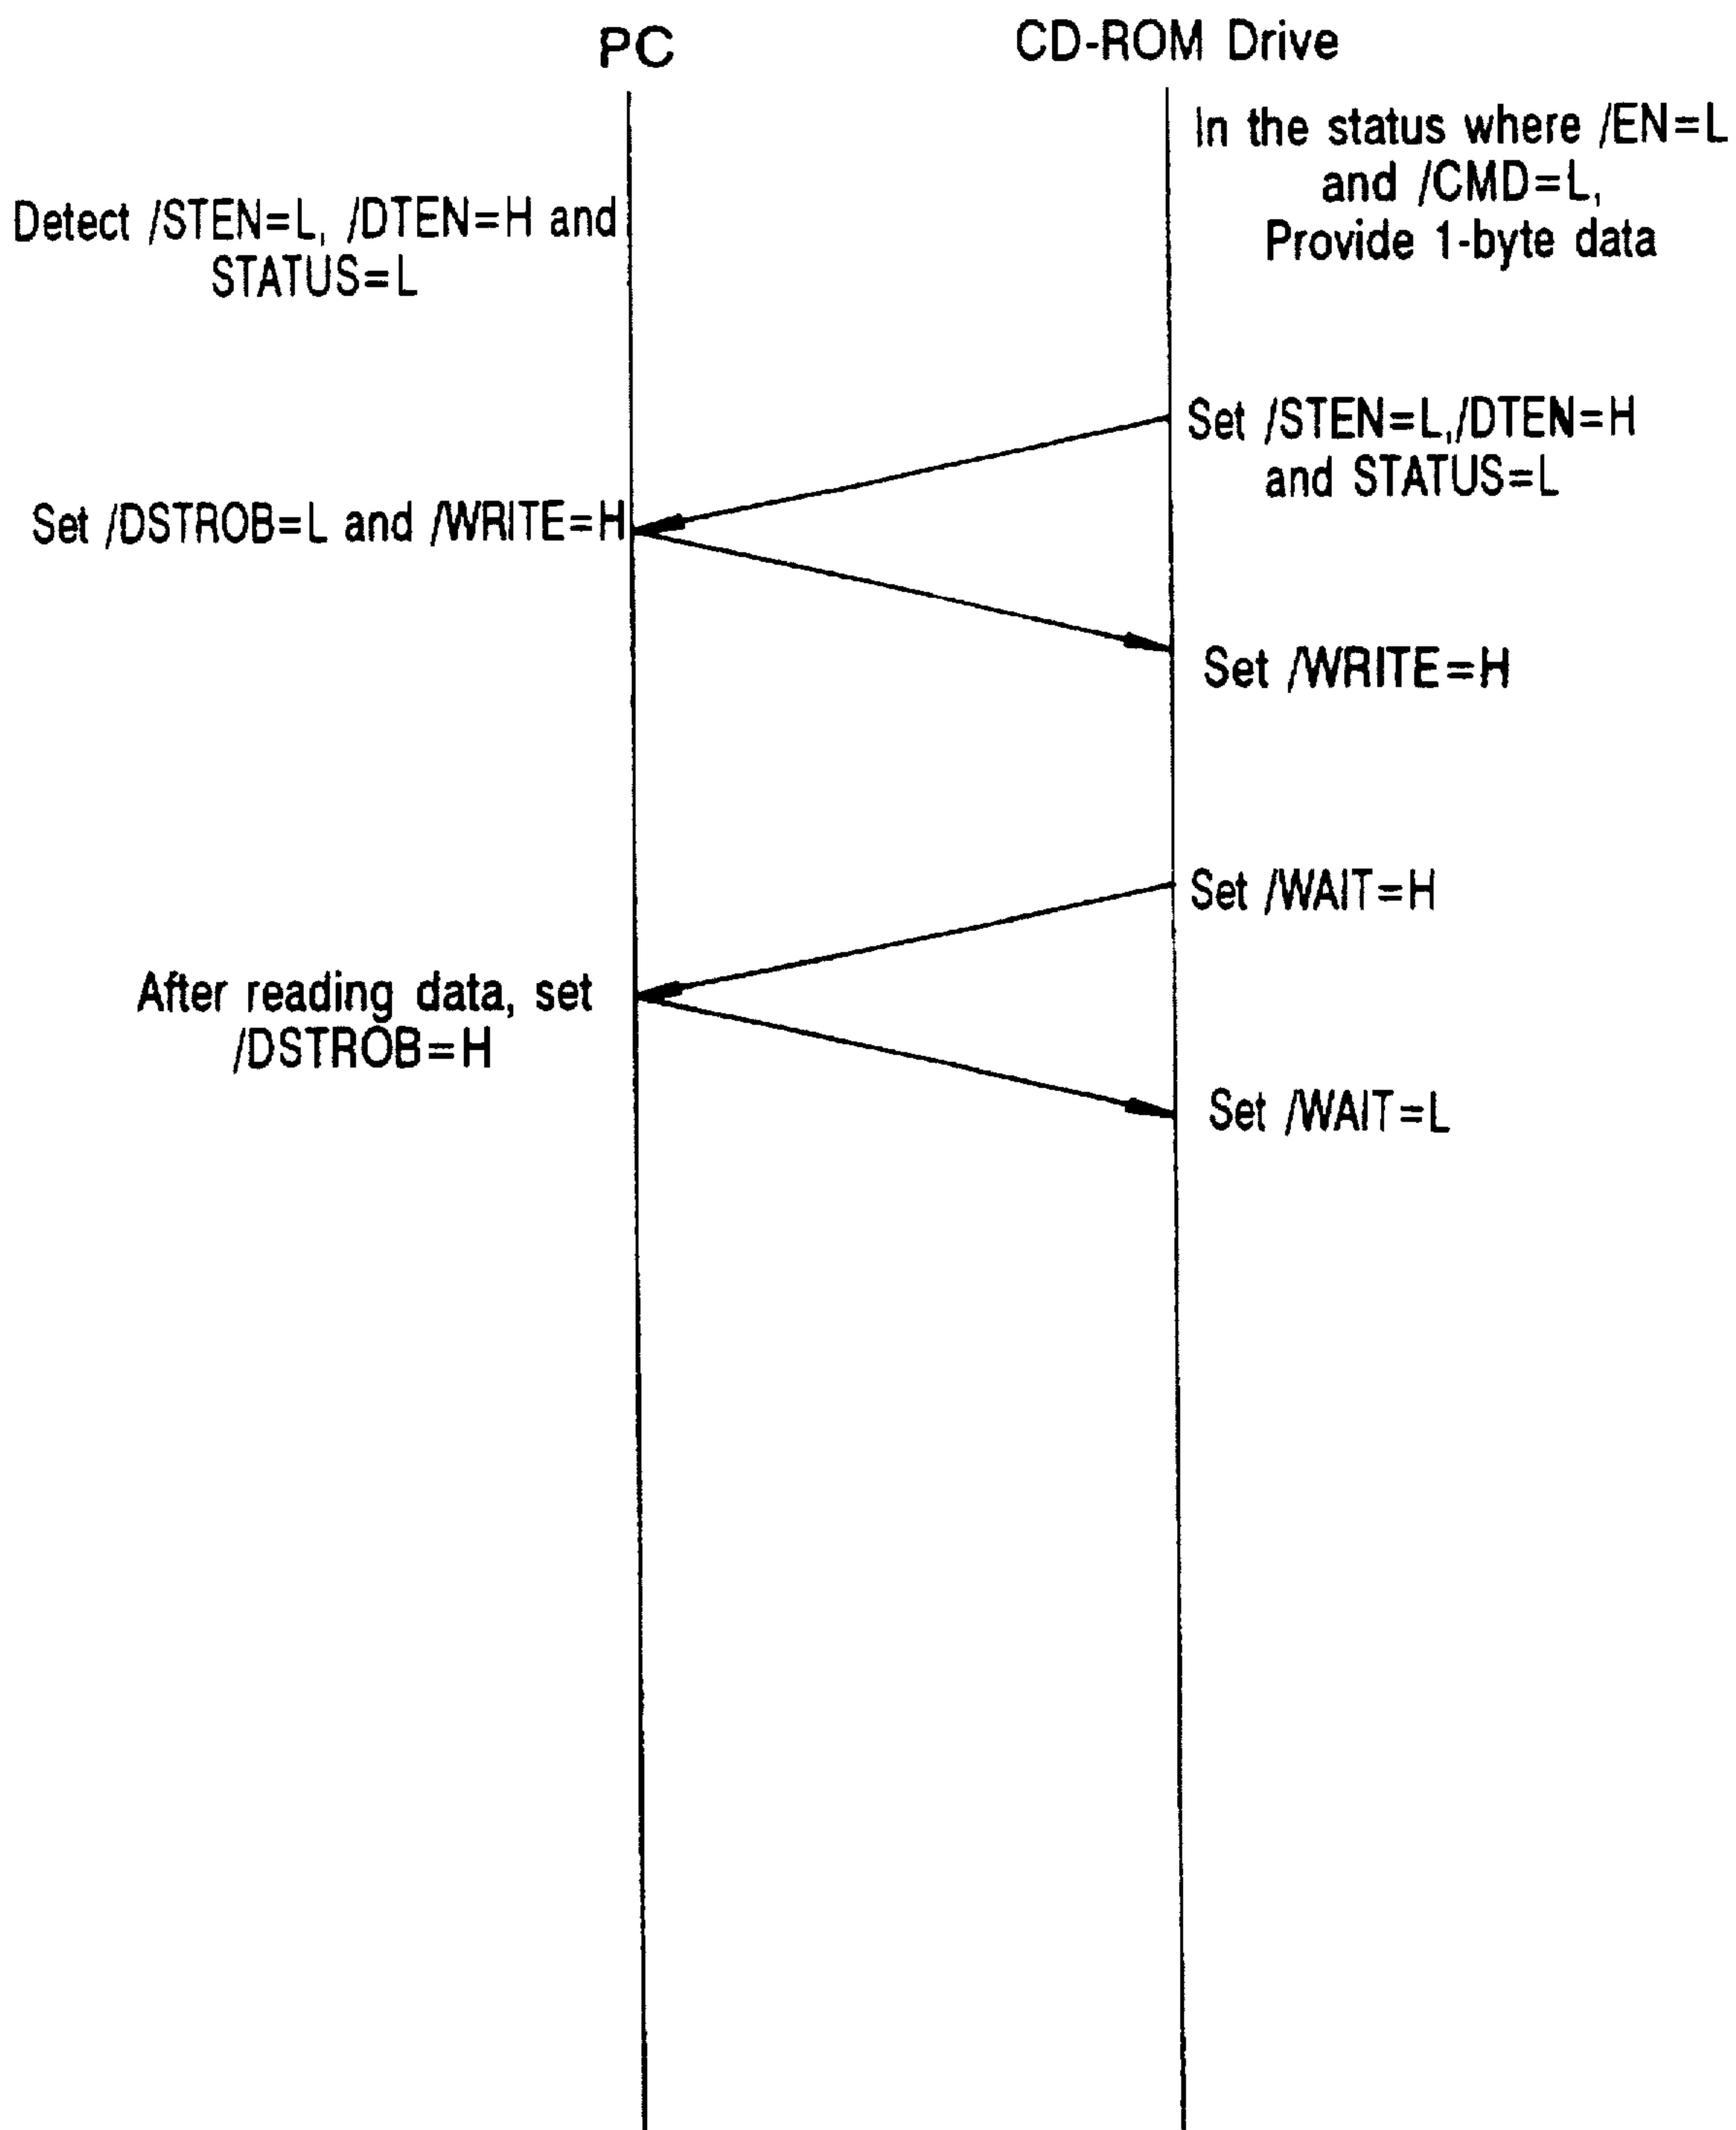 PC
CD-ROM Drive
In the status where /EN=L
and /CMD=L,
Provide 1-byte data
Detect /STEN=L, /DTEN=H and
STATUS=L
Set /STEN=L,/DTEN=H
and STATUS=L
Set /DSTROB=L and /WRITE=H
Set /WRITE=H
Set /WAIT=H
After reading data, set
/DSTROB=H
Set /WAIT=L